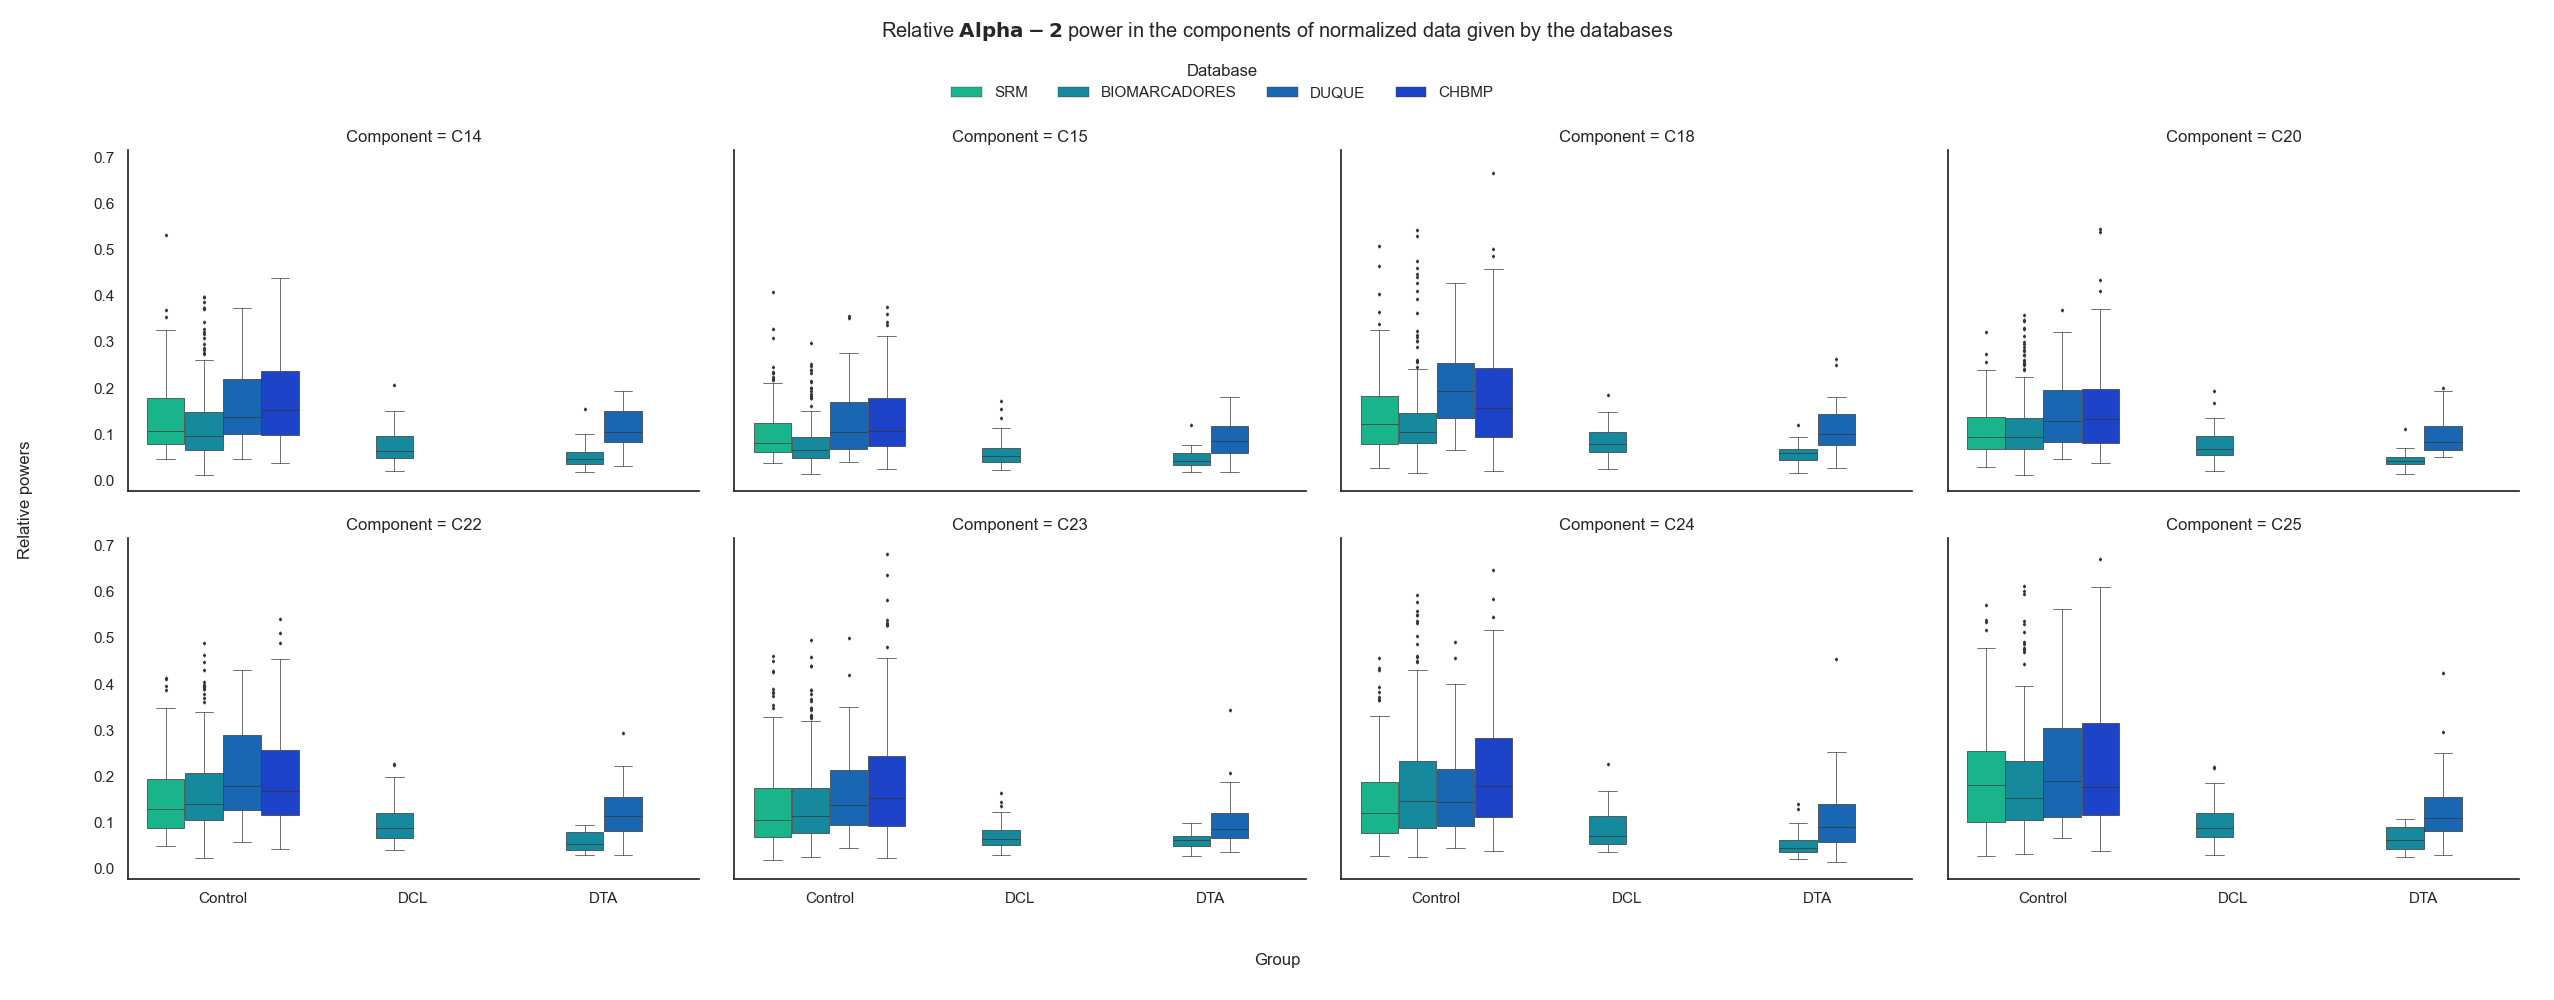 Relative Alpha − 2 power in the components of normalized data given by the databases
Database
SRM BIOMARCADORES DUQUE CHBMP
Component = C14 Component = C15 Component = C18 Component = C20
0.7
0.6
0.5
0.4
0.3
0.2
0.1
0.0
Relative powers
Component = C22 Component = C23 Component = C24 Component = C25
0.7
0.6
0.5
0.4
0.3
0.2
0.1
0.0
Control DCL DTA Control DCL DTA Control DCL DTA Control DCL DTA
Group